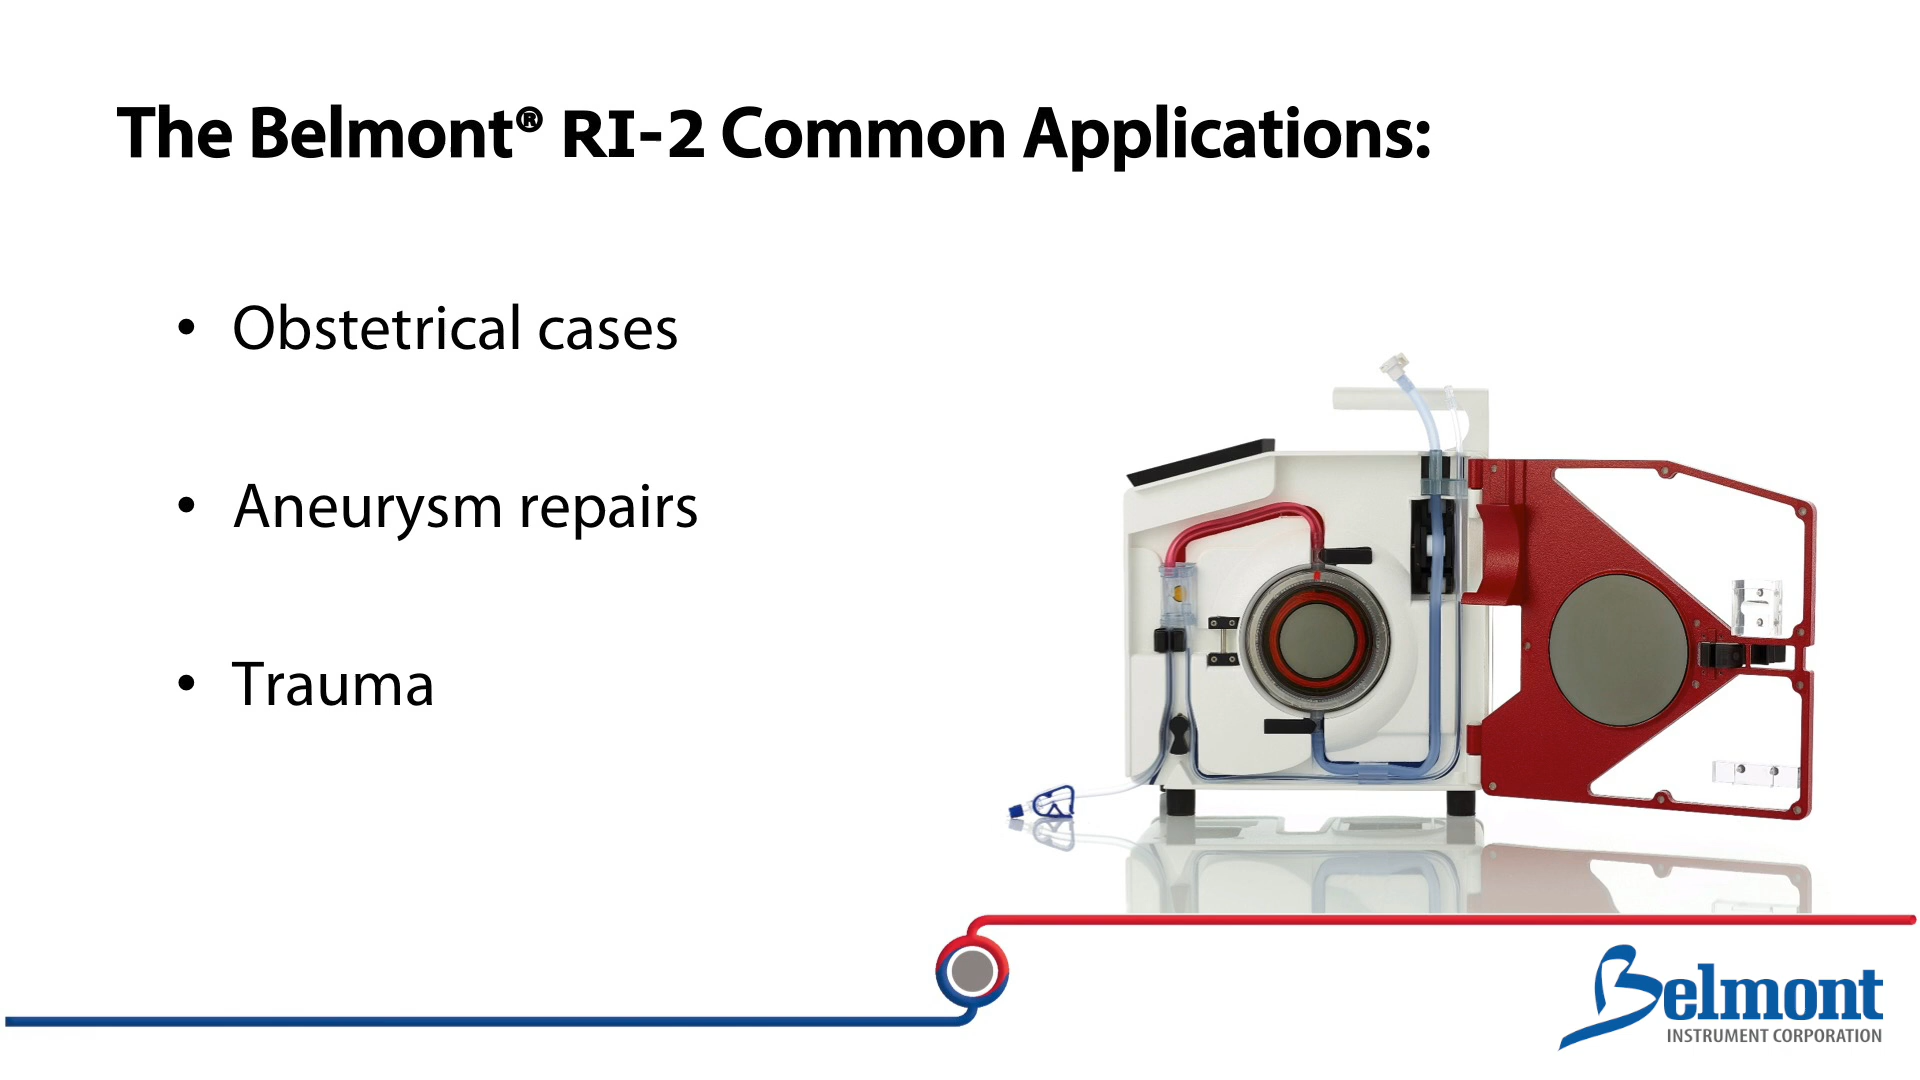 The Belmont® RI-2 Common Applications:
• Obstetrical cases
• Aneurysm repairs
• Trauma
Belmont
INSTRUMENT CORPORATION